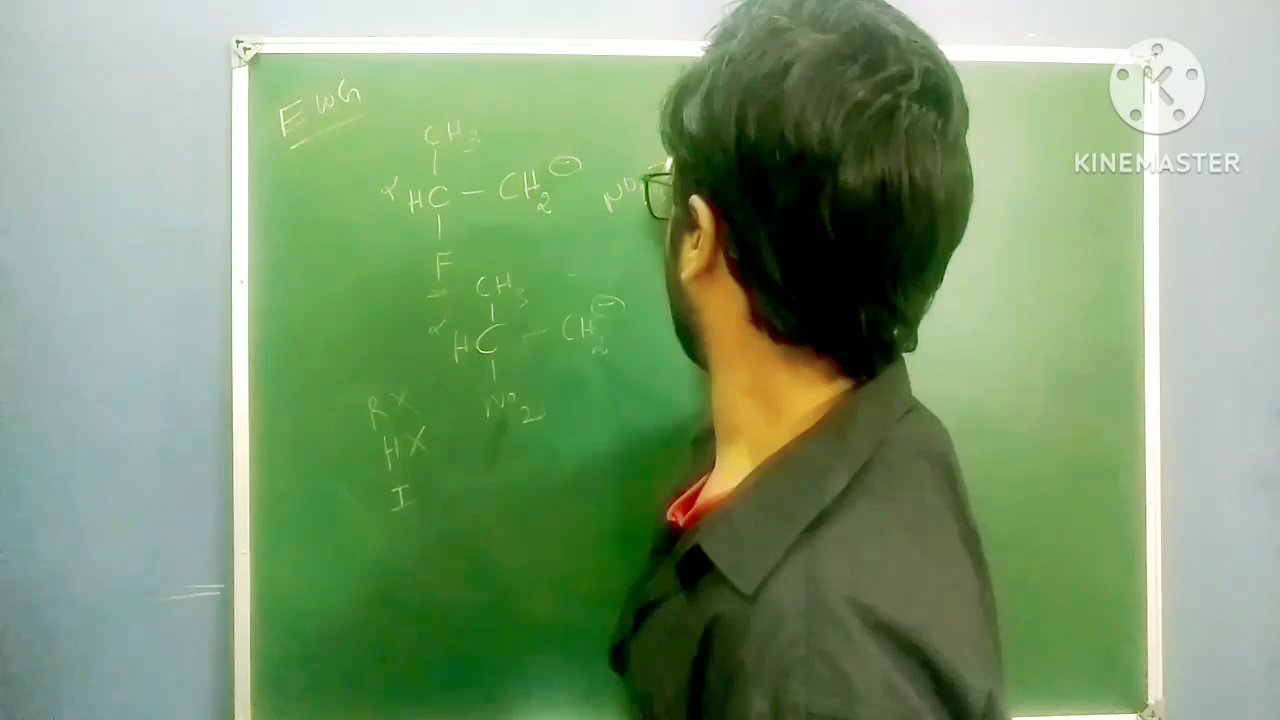 EWG
CH3
α HC - CH2⊖
F
CH3
α HC - CH2⊖
NO2
RX
HX
I
KINEMASTER